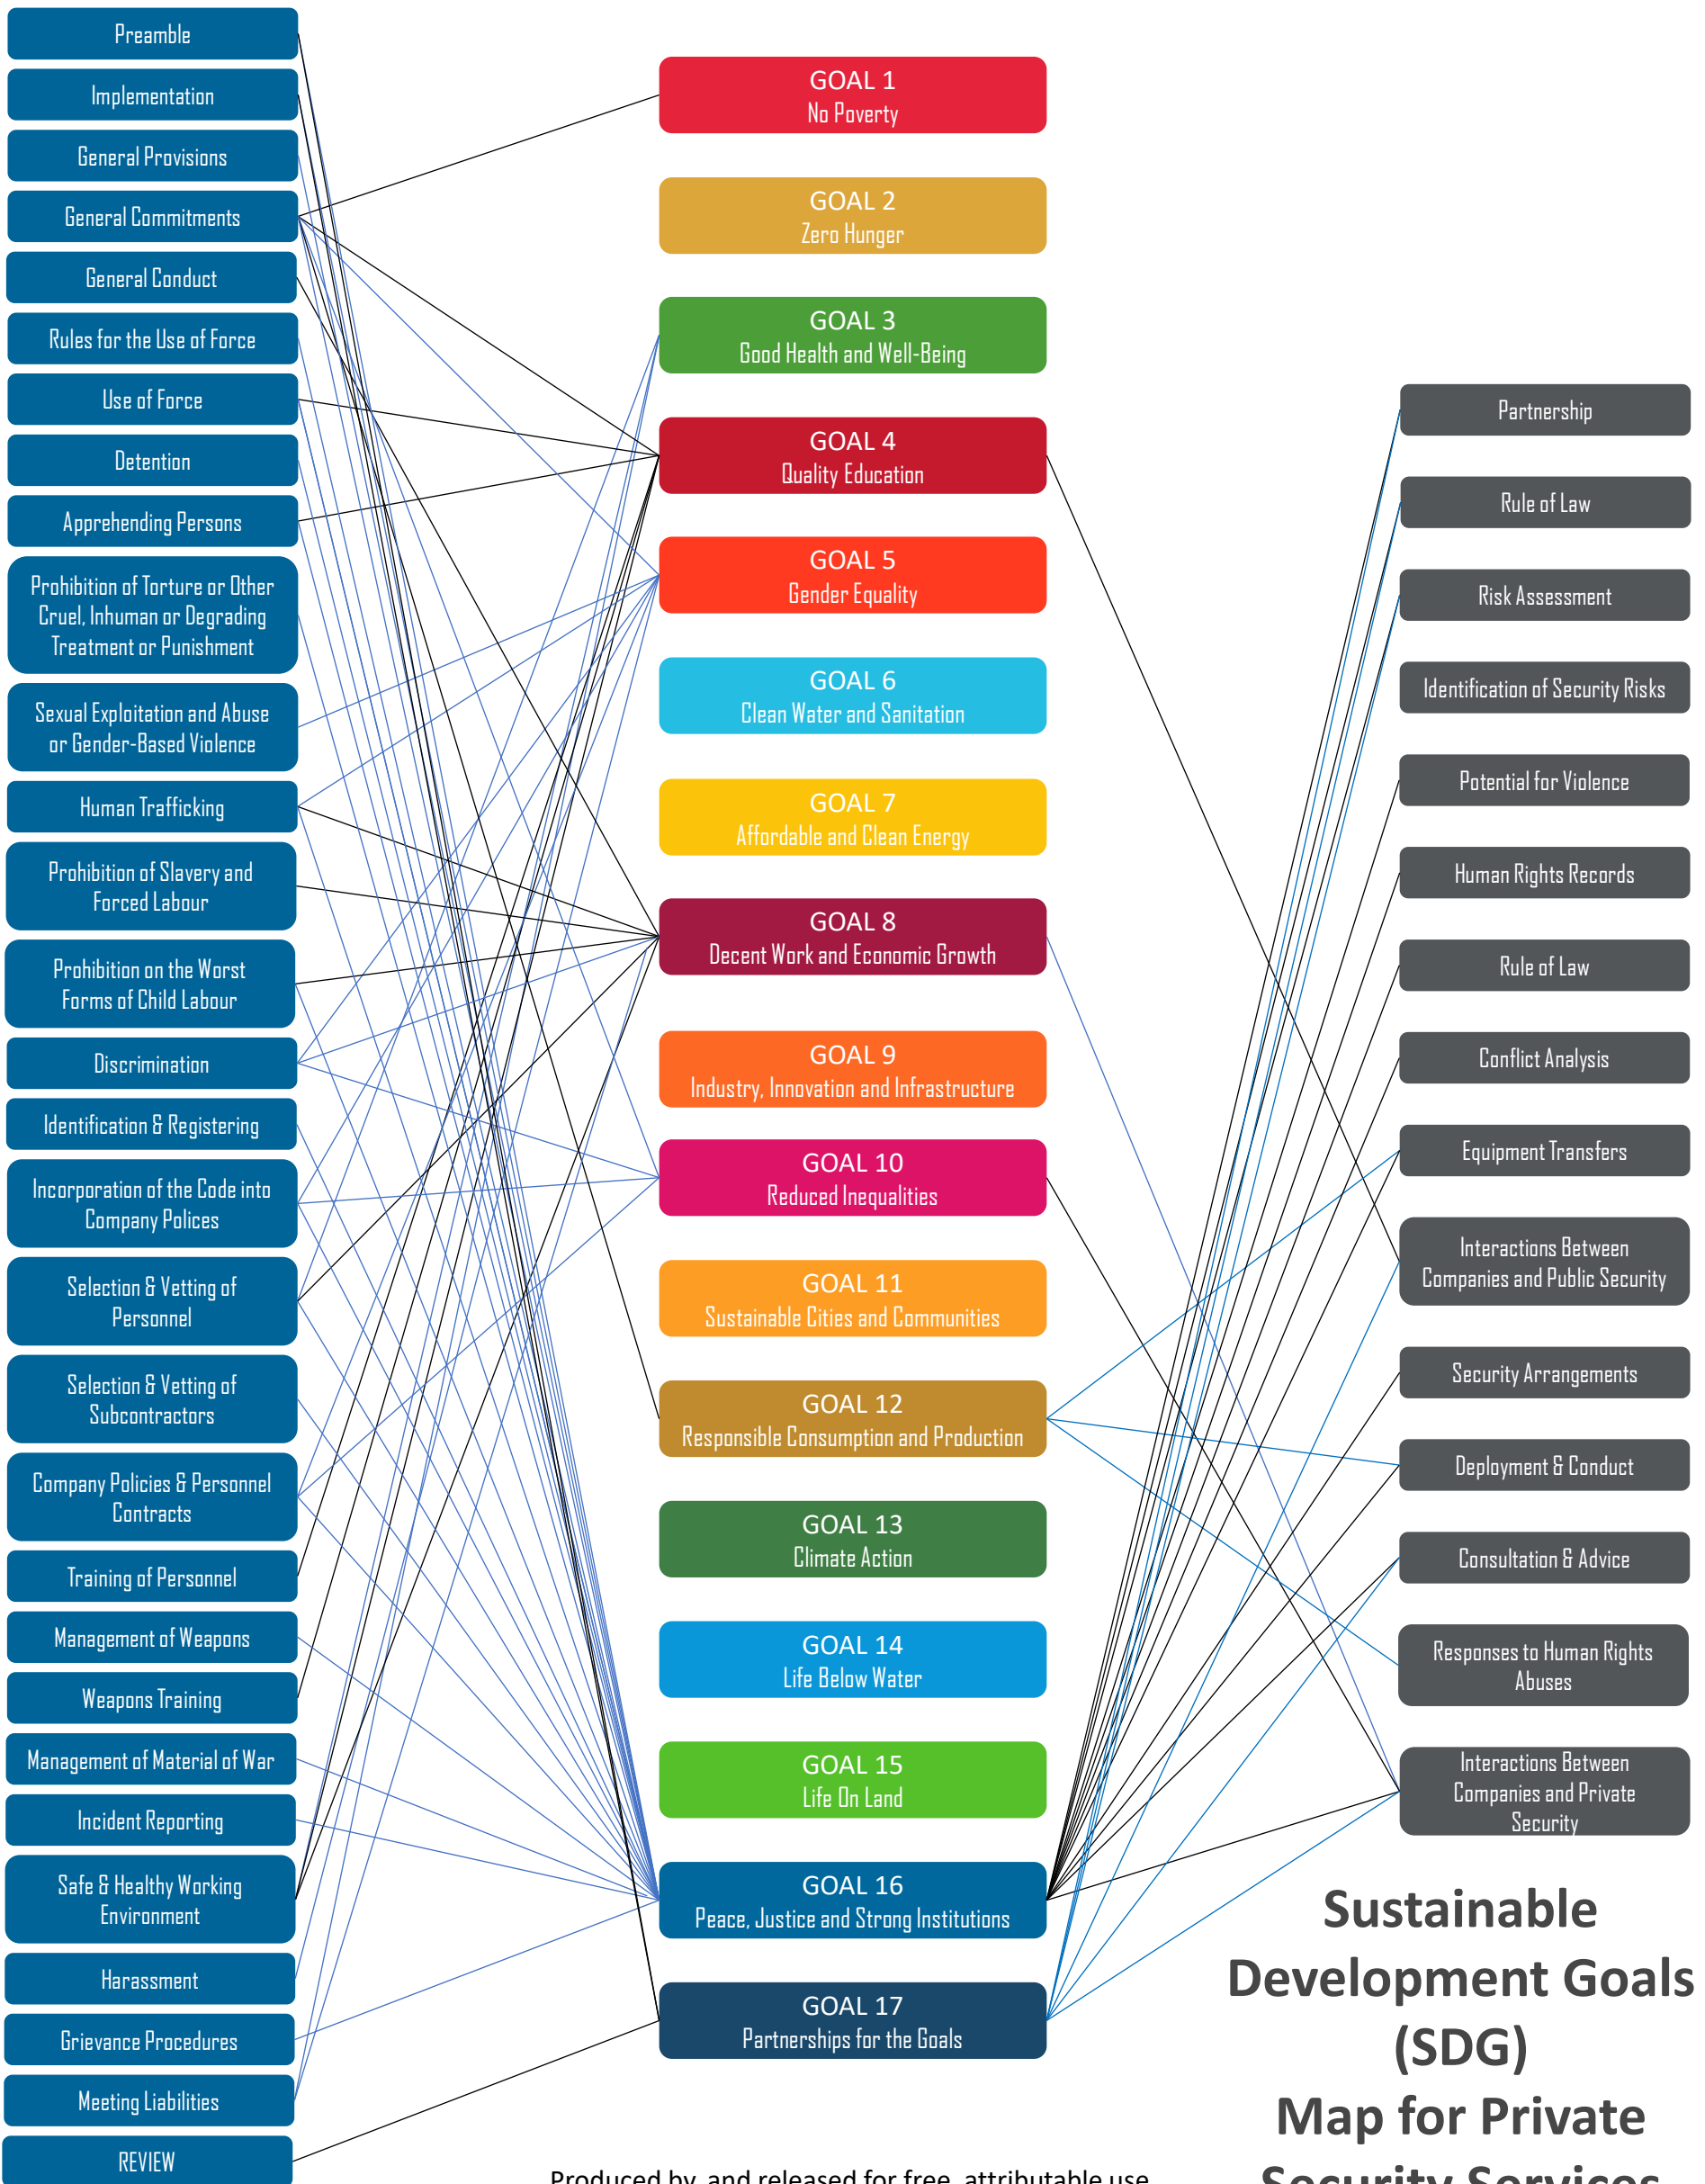 Preamble
Implementation
General Provisions
General Commitments
General Conduct
Rules for the Use of Force
Use of Force
Detention
Apprehending Persons
Prohibition of Torture or Other
Cruel, Inhuman or Degrading
Treatment or Punishment
Sexual Exploitation and Abuse
or Gender-Based Violence
Human Trafficking
Prohibition of Slavery and
Forced Labour
Prohibition on the Worst
Forms of Child Labour
Discrimination
Identification & Registering
Incorporation of the Code into
Company Polices
Selection & Vetting of
Personnel
Selection & Vetting of
Subcontractors
Company Policies & Personnel
Contracts
Training of Personnel
Management of Weapons
Weapons Training
Management of Material of War
Incident Reporting
Safe & Healthy Working
Environment
Harassment
Grievance Procedures
Meeting Liabilities
REVIEW
GOAL 1
No Poverty
GOAL 2
Zero Hunger
GOAL 3
Good Health and Well-Being
GOAL 4
Quality Education
GOAL 5
Gender Equality
GOAL 6
Clean Water and Sanitation
GOAL 7
Affordable and Clean Energy
GOAL 8
Decent Work and Economic Growth
GOAL 9
Industry, Innovation and Infrastructure
GOAL 10
Reduced Inequalities
GOAL 11
Sustainable Cities and Communities
GOAL 12
Responsible Consumption and Production
GOAL 13
Climate Action
GOAL 14
Life Below Water
GOAL 15
Life On Land
GOAL 16
Peace, Justice and Strong Institutions
GOAL 17
Partnerships for the Goals
Partnership
Rule of Law
Risk Assessment
Identification of Security Risks
Potential for Violence
Human Rights Records
Rule of Law
Conflict Analysis
Equipment Transfers
Interactions Between
Companies and Public Security
Security Arrangements
Deployment & Conduct
Consultation & Advice
Responses to Human Rights
Abuses
Interactions Between
Companies and Private
Security
Sustainable
Development Goals
(SDG)
Map for Private
Security Services
Produced by, and released for free, attributable use